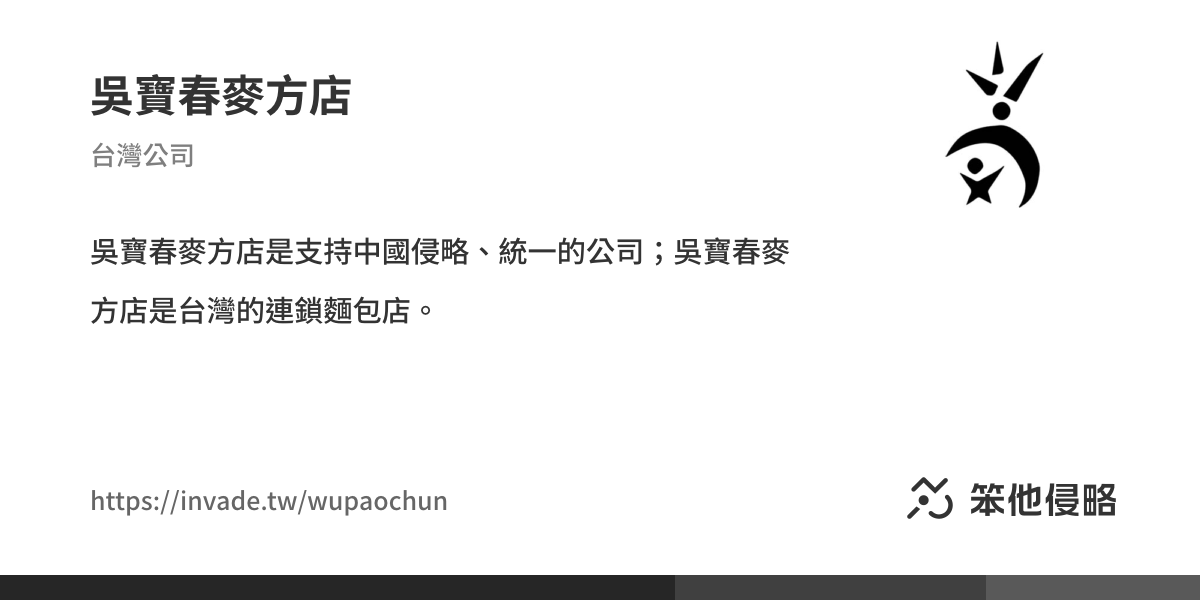 吳寶春麥方店
台灣公司
吳寶春麥方店是支持中國侵略、統一的公司；吳寶春麥
方店是台灣的連鎖麵包店。
https://invade.tw/wupaochun
笨他侵略